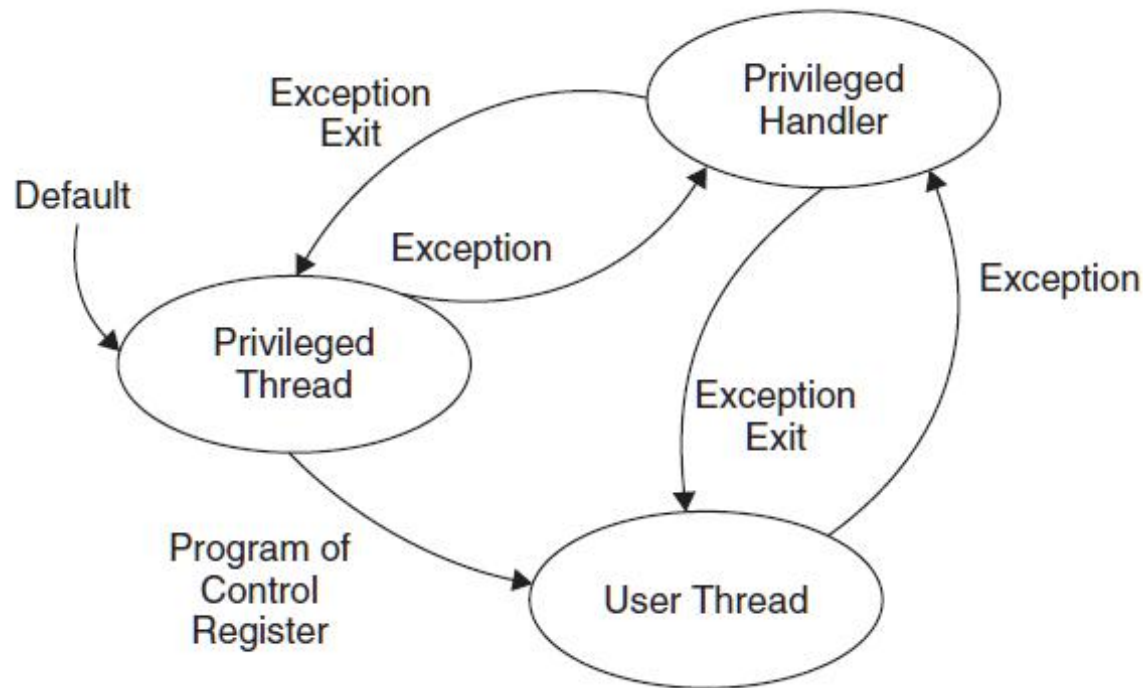 Privileged
Handler
Exception
Exit
Default
Exception
Exception
Privileged
Thread
Exception
Exit
Program of
Control
Register
User Thread